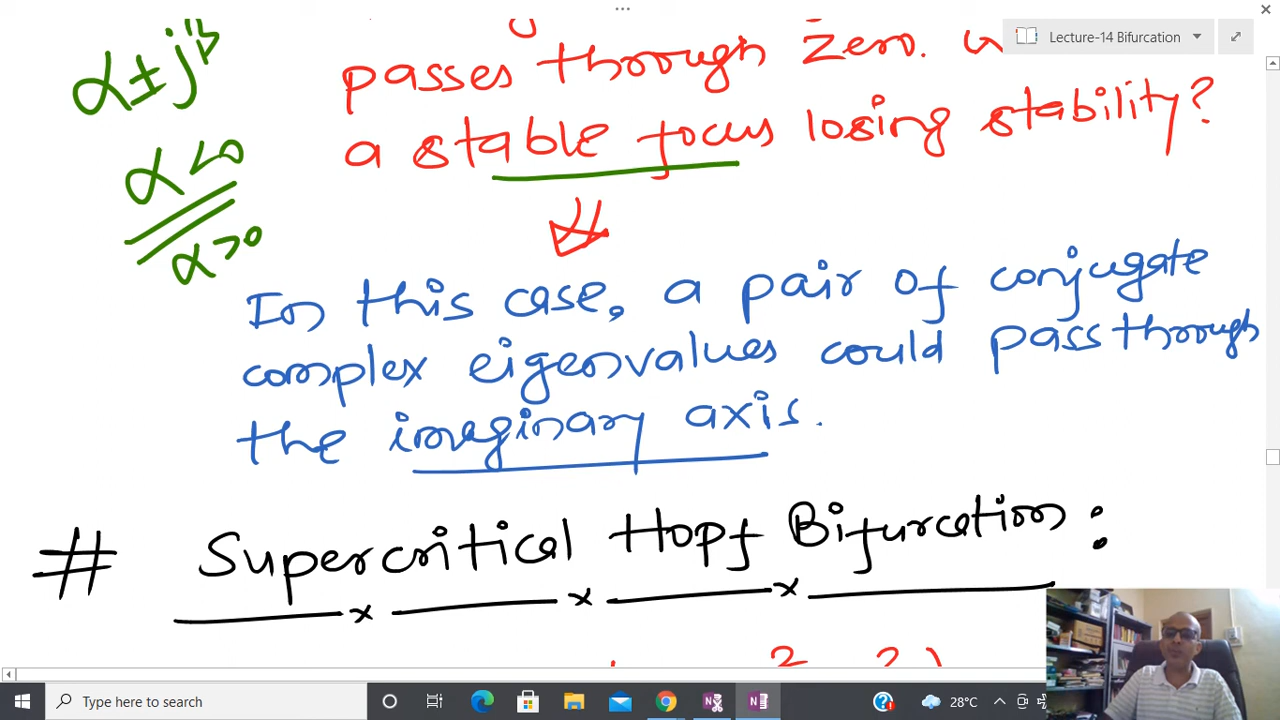 Lecture-14 Bifurcation
α ± jβ
passes through zero.
a stable focus losing stability?
α<0
α>0
In this case, a pair of conjugate
complex eigenvalues could pass through
the imaginary axis.
# Supercritical Hopf Bifurcation:
Type here to search
28°C